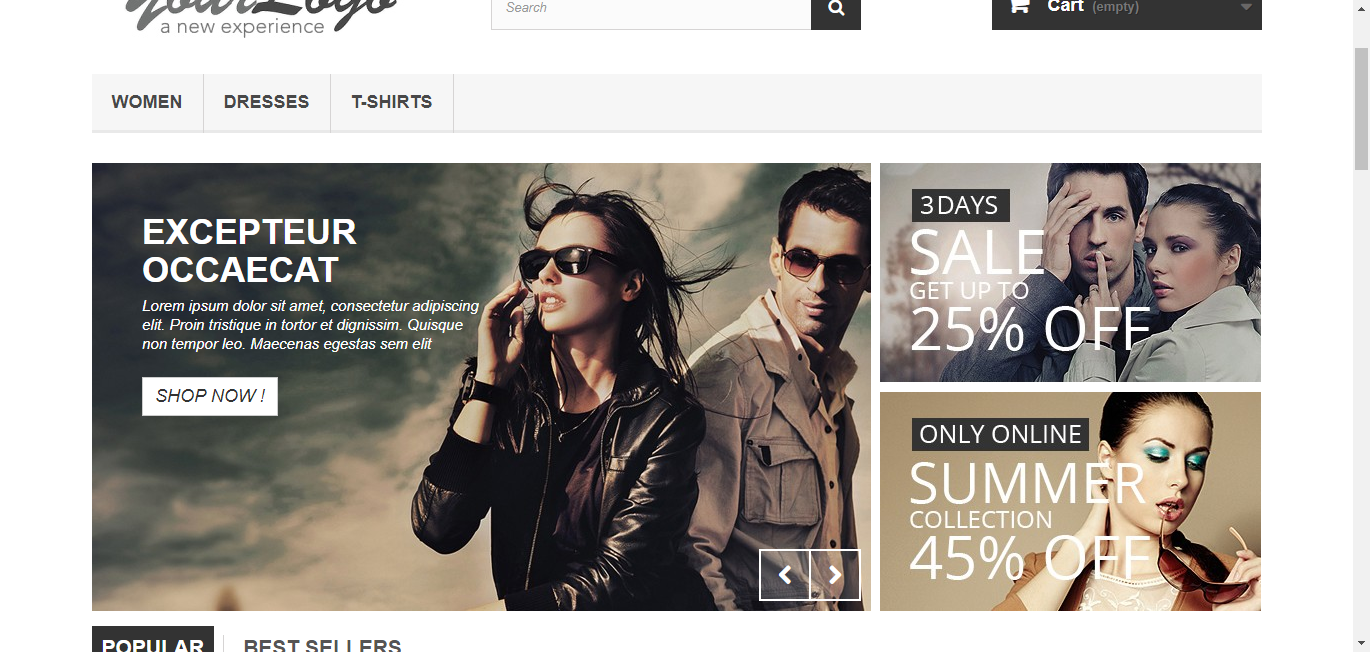 yourLogo
a new experience
Search
Cart (empty)
WOMEN
DRESSES
T-SHIRTS
EXCEPTEUR
OCCAECAT
Lorem ipsum dolor sit amet, consectetur adipiscing
elit. Proin tristique in tortor et dignissim. Quisque
non tempor leo. Maecenas egestas sem elit
SHOP NOW !
3 DAYS
SALE
GET UP TO
25% OFF
ONLY ONLINE
SUMMER
COLLECTION
45% OFF
POPULAR
BEST SELLERS